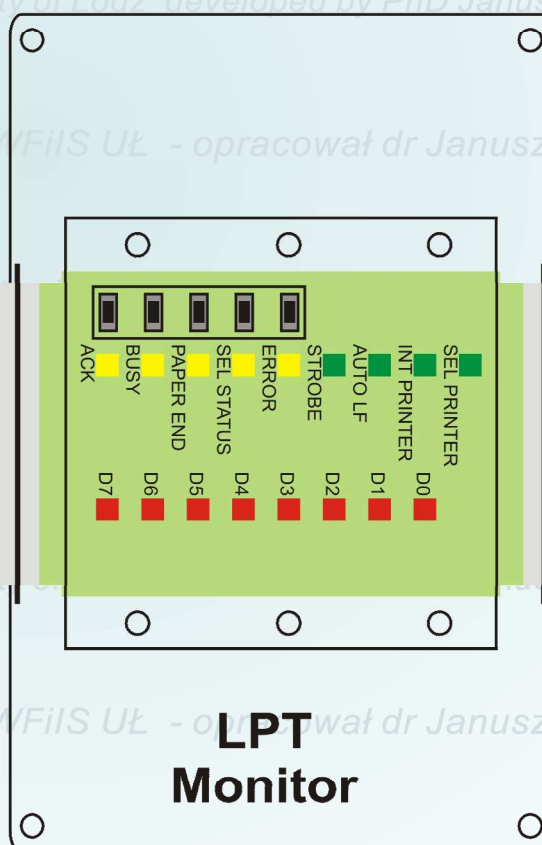 ty of Lodz developed by PhD Janus
WFiIS UŁ - opracował dr Janusz
ACK
BUSY
PAPER END
SEL STATUS
ERROR
STROBE
AUTO LF
INT PRINTER
SEL PRINTER
D7
D6
D5
D4
D3
D2
D1
D0
WFiIS UŁ - opracował dr Janusz
LPT
Monitor